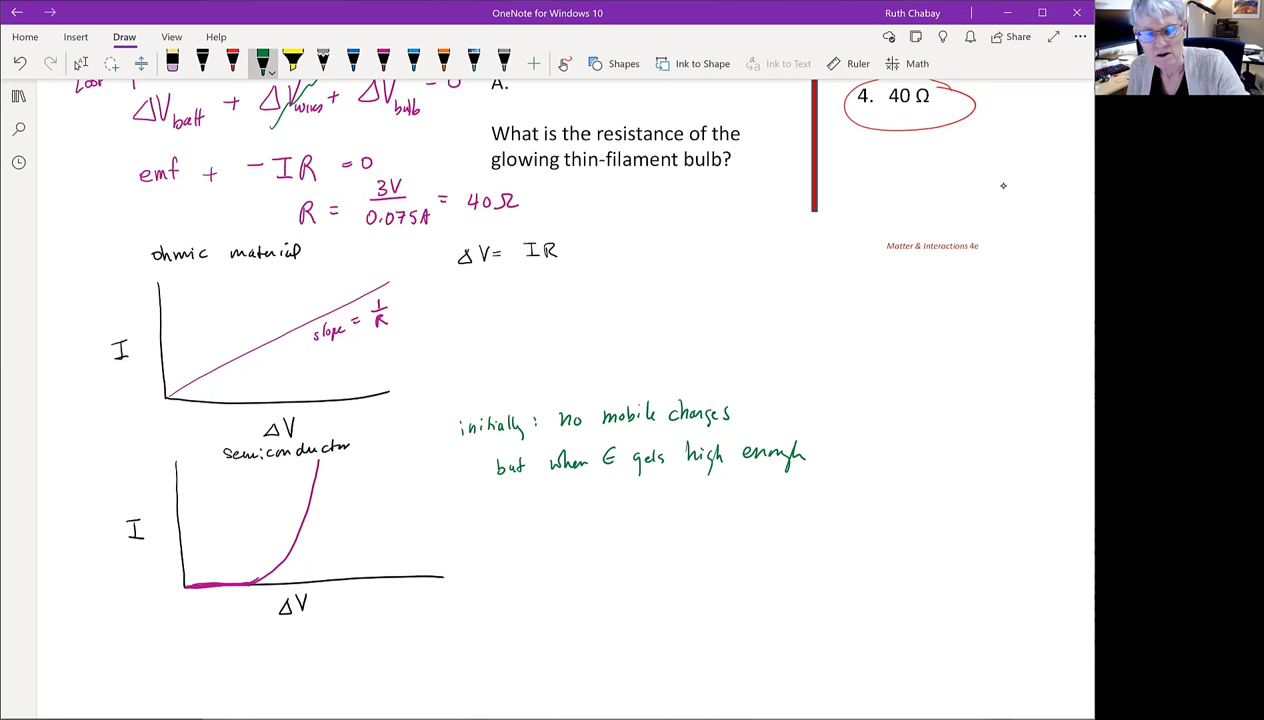 OneNote for Windows 10
Ruth Chabay
Home Insert Draw View Help
Share
Shapes Ink to Shape Ink to Text Ruler Math
ΔVbatt + ΔVwires + ΔVbulb = 0
A.
4. 40 Ω
What is the resistance of the
glowing thin-filament bulb?
emf + -IR = 0
R = 3V / 0.075A = 40Ω
Matter & Interactions 4e
ohmic material
ΔV = IR
slope = 1/R
I
ΔV
semiconductor
initially: no mobile charges
but when E gets high enough
I
ΔV